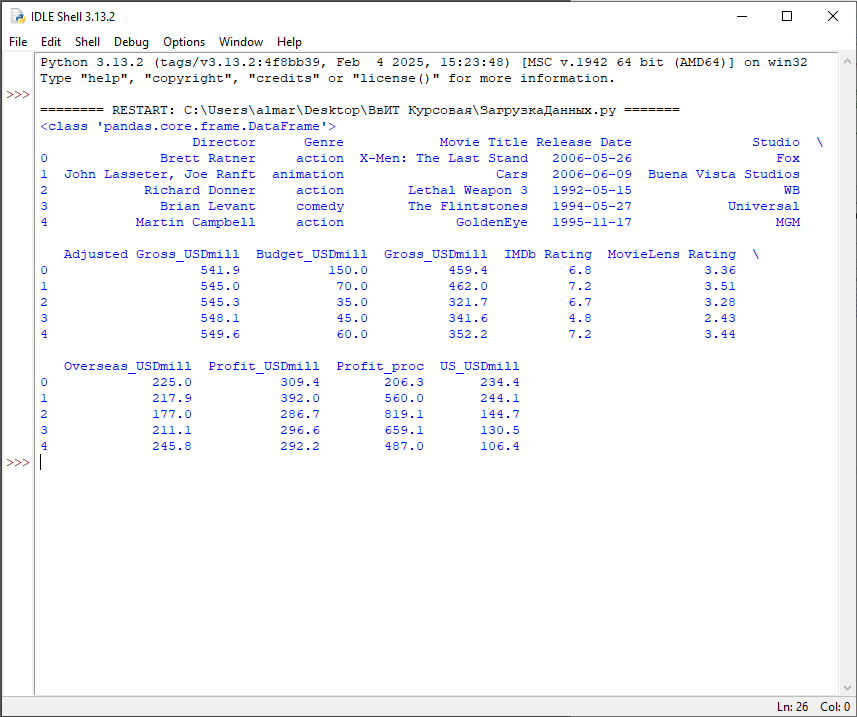 IDLE Shell 3.13.2
File Edit Shell Debug Options Window Help
Python 3.13.2 (tags/v3.13.2:4f8bb39, Feb  4 2025, 15:23:48) [MSC v.1942 64 bit (AMD64)] on win32
Type "help", "copyright", "credits" or "license()" for more information.
>>>
======== RESTART: C:\Users\almar\Desktop\ВвИТ Курсовая\ЗагрузкаДанных.py =======
<class 'pandas.core.frame.DataFrame'>
                   Director      Genre            Movie Title Release Date               Studio  \
0              Brett Ratner     action  X-Men: The Last Stand   2006-05-26                  Fox
1  John Lasseter, Joe Ranft  animation                   Cars   2006-06-09  Buena Vista Studios
2            Richard Donner     action        Lethal Weapon 3   1992-05-15                   WB
3              Brian Levant     comedy        The Flintstones   1994-05-27            Universal
4           Martin Campbell     action              GoldenEye   1995-11-17                  MGM
   Adjusted Gross_USDmill  Budget_USDmill  Gross_USDmill  IMDb Rating  MovieLens Rating  \
0                   541.9           150.0          459.4          6.8              3.36
1                   545.0            70.0          462.0          7.2              3.51
2                   545.3            35.0          321.7          6.7              3.28
3                   548.1            45.0          341.6          4.8              2.43
4                   549.6            60.0          352.2          7.2              3.44
   Overseas_USDmill  Profit_USDmill  Profit_proc  US_USDmill
0             225.0           309.4        206.3       234.4
1             217.9           392.0        560.0       244.1
2             177.0           286.7        819.1       144.7
3             211.1           296.6        659.1       130.5
4             245.8           292.2        487.0       106.4
>>>
Ln: 26 Col: 0